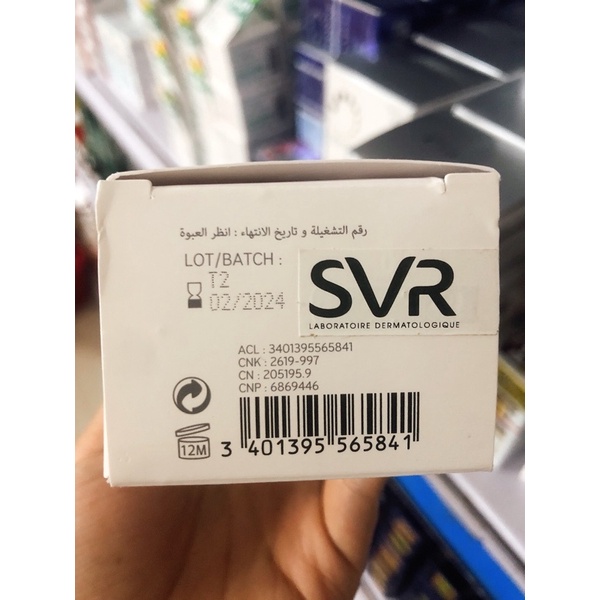 رقم التشغيلة و تاريخ الانتهاء : انظر العبوة
LOT/BATCH :
T2
02/2024
SVR
LABORATOIRE DERMATOLOGIQUE
ACL : 3401395565841
CNK : 2619-997
CN : 205195.9
CNP : 6869446
12M
3 401395 565841